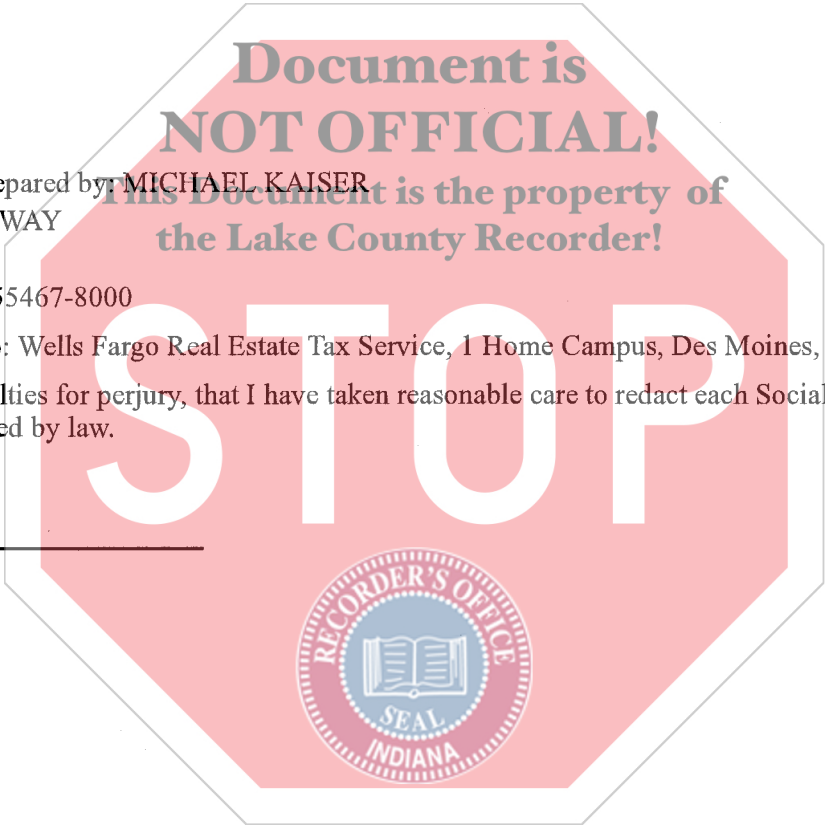 Document is
NOT OFFICIAL!
epared by: MICHAEL KAISER
This Document is the property of
WAY
the Lake County Recorder!
55467-8000
: Wells Fargo Real Estate Tax Service, 1 Home Campus, Des Moines,
lties for perjury, that I have taken reasonable care to redact each Social
ed by law.
STOP
RECORDER'S OFFICE
SEAL
INDIANA